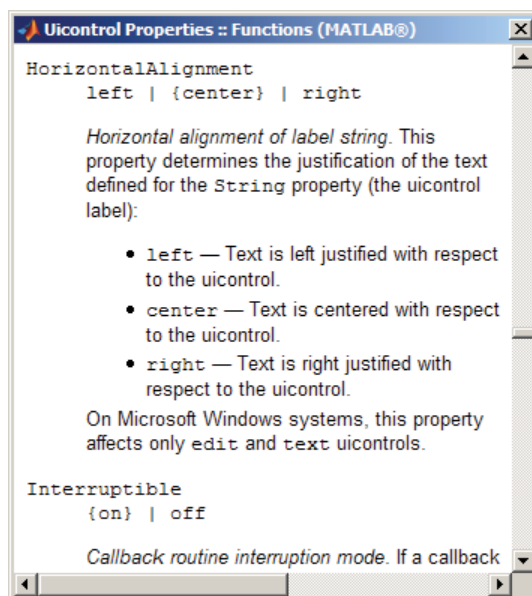 Uicontrol Properties :: Functions (MATLAB®)
HorizontalAlignment
left | {center} | right
Horizontal alignment of label string. This
property determines the justification of the text
defined for the String property (the uicontrol
label):
• left — Text is left justified with respect
to the uicontrol.
• center — Text is centered with respect
to the uicontrol.
• right — Text is right justified with
respect to the uicontrol.
On Microsoft Windows systems, this property
affects only edit and text uicontrols.
Interruptible
{on} | off
Callback routine interruption mode. If a callback